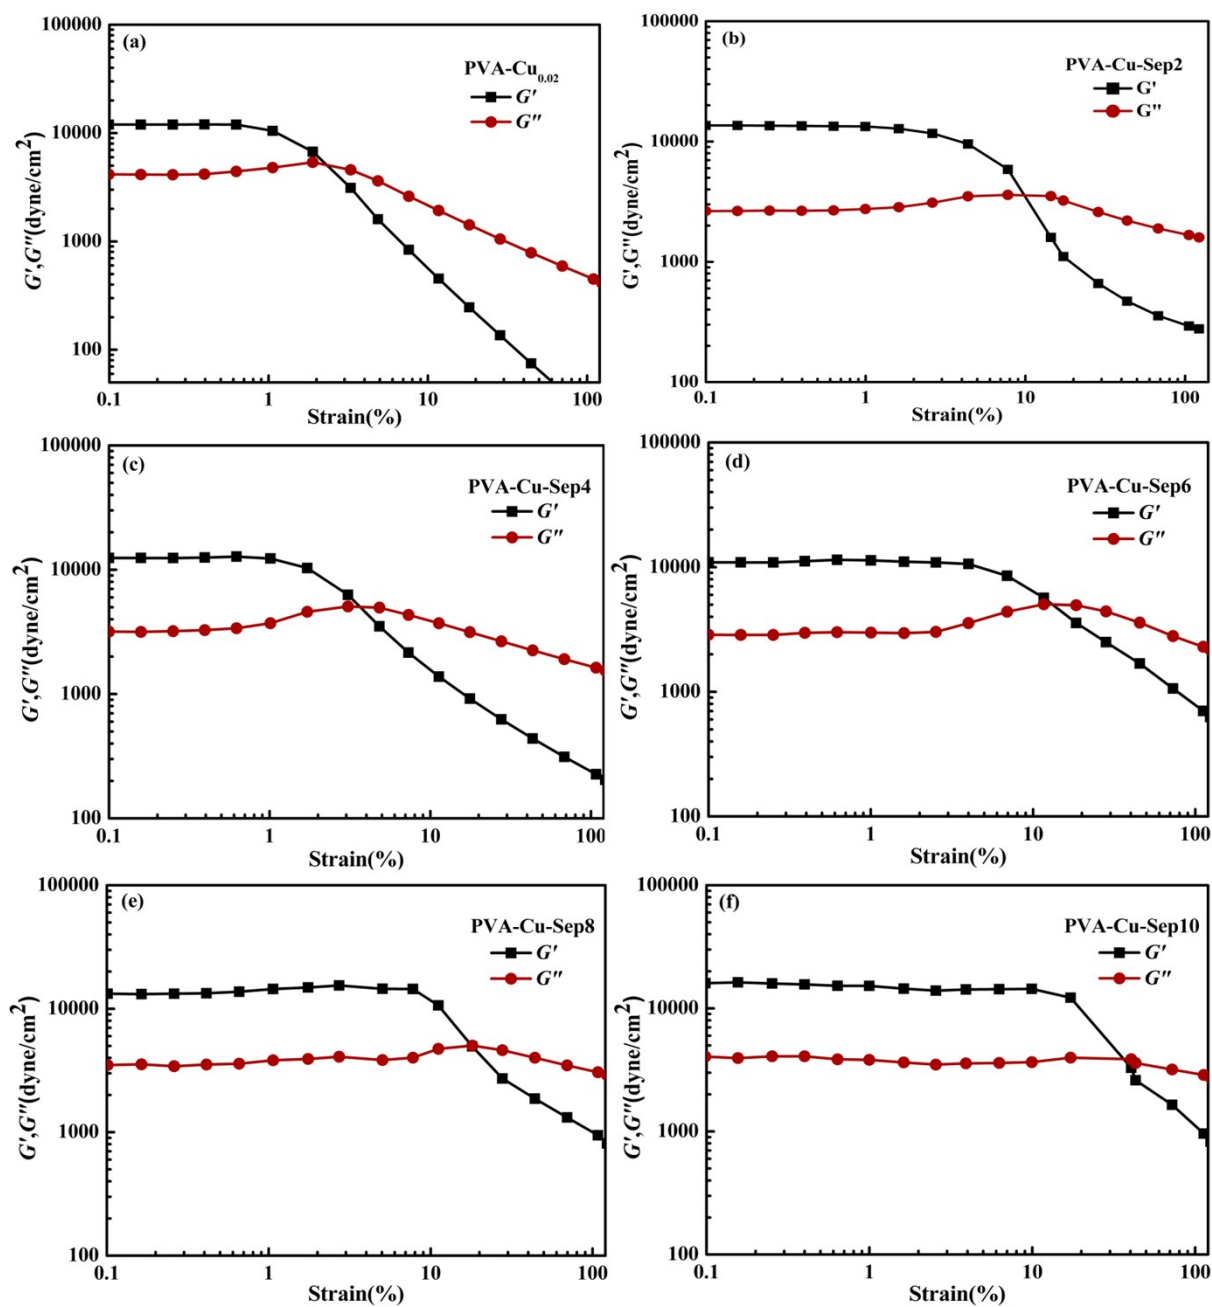 (a)
PVA-Cu0.02
G'
G"
G',G"(dyne/cm2)
100000
10000
1000
100
0.1 1 10 100
Strain(%)
(b)
PVA-Cu-Sep2
G'
G"
G',G"(dyne/cm2)
100000
10000
1000
100
0.1 1 10 100
Strain(%)
(c)
PVA-Cu-Sep4
G'
G"
G',G"(dyne/cm2)
100000
10000
1000
100
0.1 1 10 100
Strain(%)
(d)
PVA-Cu-Sep6
G'
G"
G',G"(dyne/cm2)
100000
10000
1000
100
0.1 1 10 100
Strain(%)
(e)
PVA-Cu-Sep8
G'
G"
G',G"(dyne/cm2)
100000
10000
1000
100
0.1 1 10 100
Strain(%)
(f)
PVA-Cu-Sep10
G'
G"
G',G"(dyne/cm2)
100000
10000
1000
100
0.1 1 10 100
Strain(%)